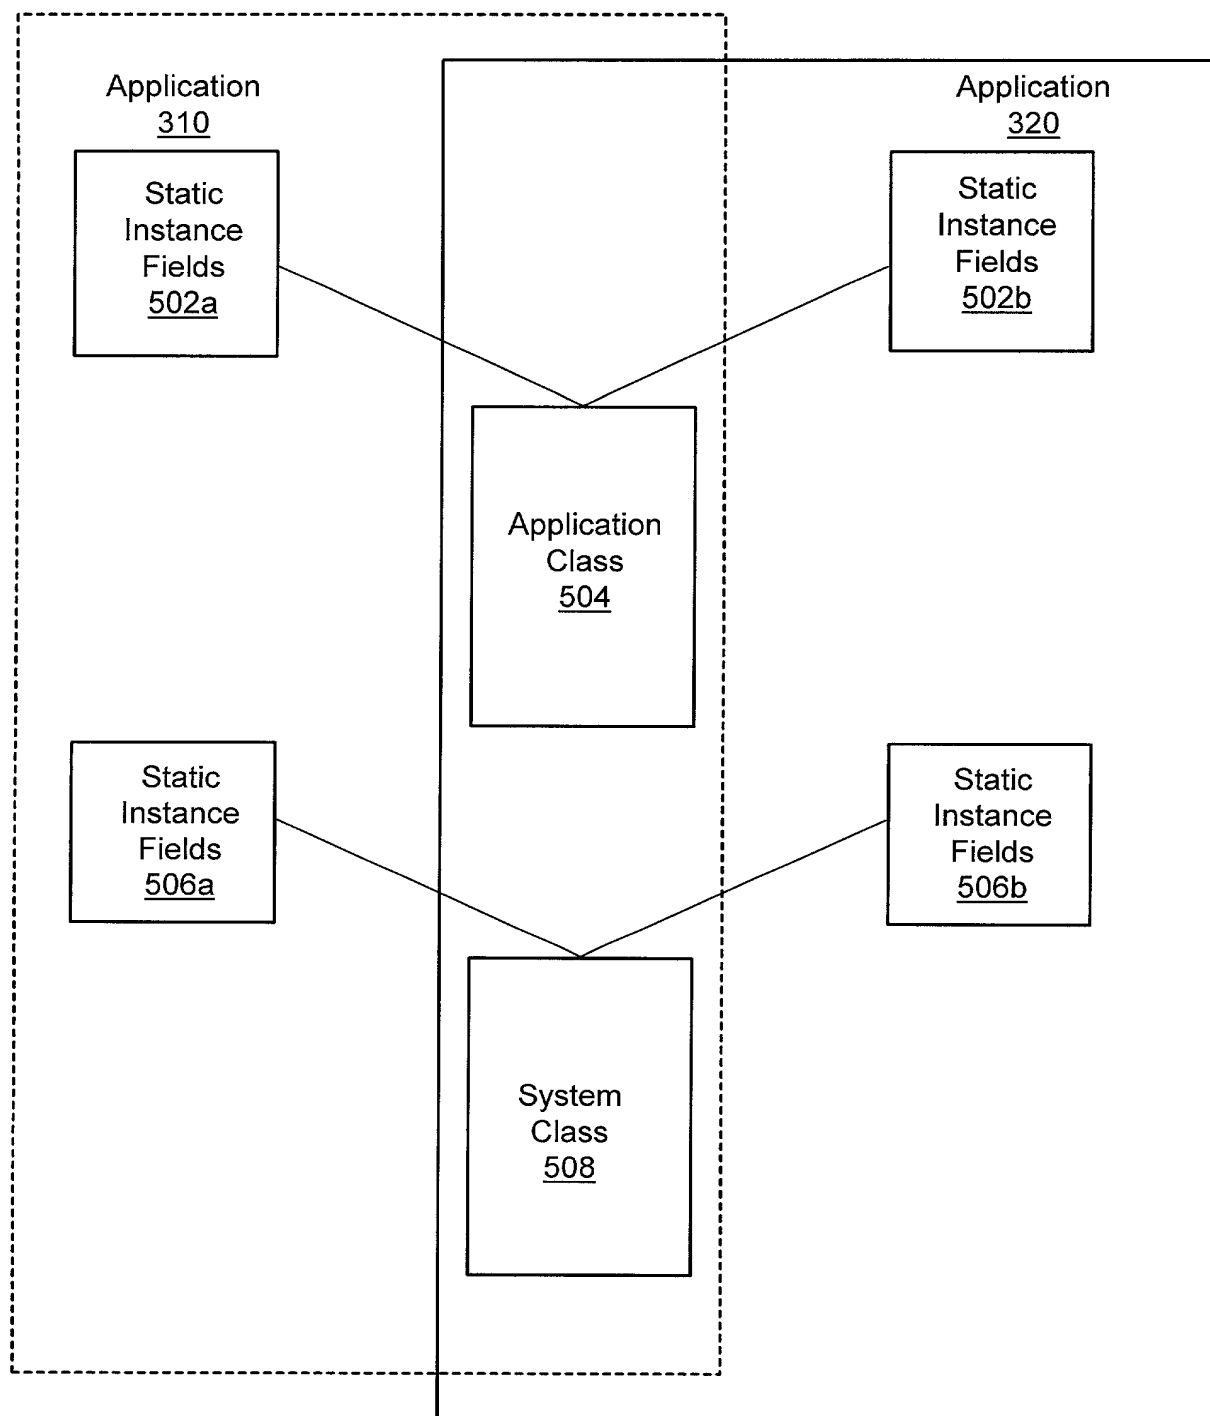 Application
310
Application
320
Static
Instance
Fields
502a
Static
Instance
Fields
502b
Application
Class
504
Static
Instance
Fields
506a
Static
Instance
Fields
506b
System
Class
508